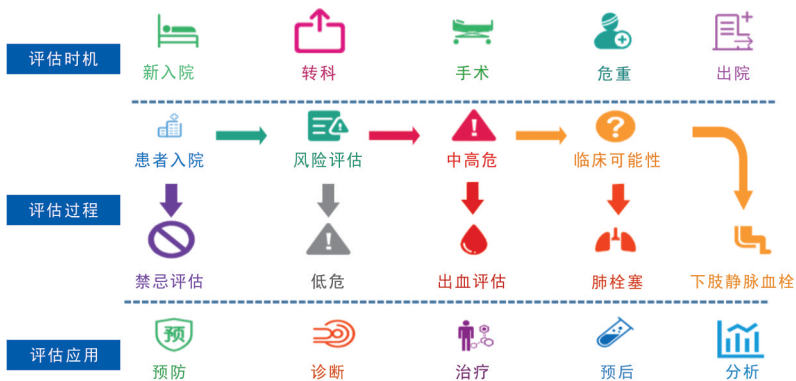 评估时机
新入院
转科
手术
危重
出院
患者入院
风险评估
中高危
临床可能性
评估过程
禁忌评估
低危
出血评估
肺栓塞
下肢静脉血栓
预
评估应用
预防
诊断
治疗
预后
分析